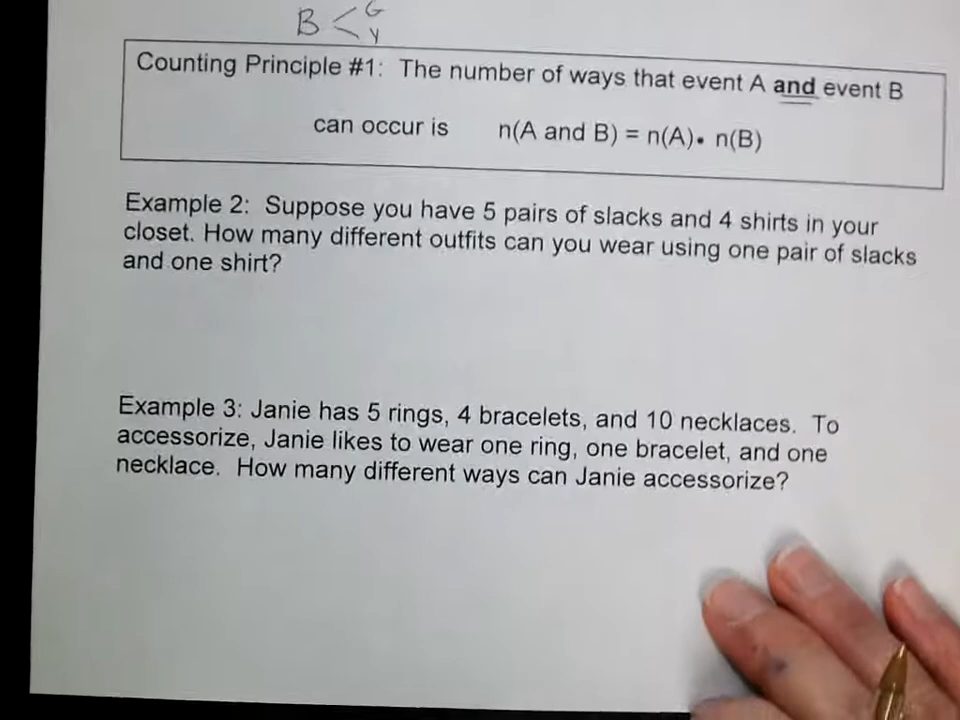 B < G
Y
Counting Principle #1: The number of ways that event A and event B
can occur is n(A and B) = n(A)• n(B)
Example 2: Suppose you have 5 pairs of slacks and 4 shirts in your
closet. How many different outfits can you wear using one pair of slacks
and one shirt?
Example 3: Janie has 5 rings, 4 bracelets, and 10 necklaces. To
accessorize, Janie likes to wear one ring, one bracelet, and one
necklace. How many different ways can Janie accessorize?